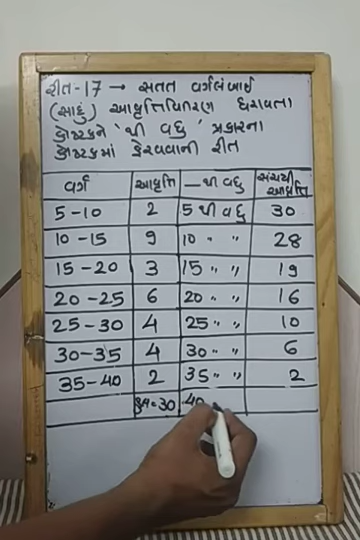 રીત-17 → સતત વર્ગલંબાઈ
(સાદું) આવૃત્તિવિતરણ ધરાવતા
કોષ્ટકને 'થી વધુ' પ્રકારના
કોષ્ટકમાં ફેરવવાની રીત
વર્ગ આવૃત્તિ —થી વધુ સંચયી આવૃત્તિ
5-10 2 5 થી વધુ 30
10-15 9 10 " " 28
15-20 3 15 " " 19
20-25 6 20 " " 16
25-30 4 25 " " 10
30-35 4 30 " " 6
35-40 2 35 " " 2
કુલ=30 40